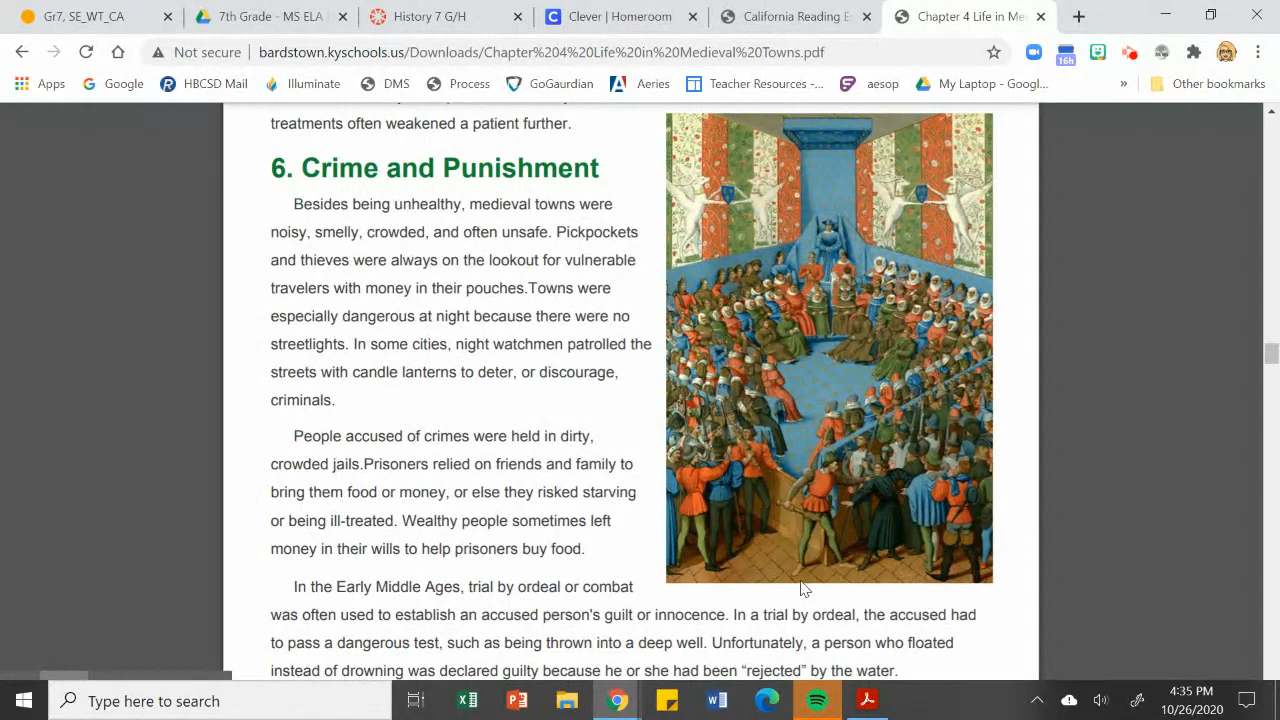 Gr7, SE_WT_CA
7th Grade - MS ELA
History 7 G/H
Clever | Homeroom
California Reading E
Chapter 4 Life in Me
Not secure | bardstown.kyschools.us/Downloads/Chapter%204%20Life%20in%20Medieval%20Towns.pdf
16h
Apps Google HBCSD Mail Illuminate DMS Process GoGaurdian Aeries Teacher Resources -... aesop My Laptop - Googl... » Other bookmarks
treatments often weakened a patient further.
6. Crime and Punishment
Besides being unhealthy, medieval towns were
noisy, smelly, crowded, and often unsafe. Pickpockets
and thieves were always on the lookout for vulnerable
travelers with money in their pouches.Towns were
especially dangerous at night because there were no
streetlights. In some cities, night watchmen patrolled the
streets with candle lanterns to deter, or discourage,
criminals.
People accused of crimes were held in dirty,
crowded jails.Prisoners relied on friends and family to
bring them food or money, or else they risked starving
or being ill-treated. Wealthy people sometimes left
money in their wills to help prisoners buy food.
In the Early Middle Ages, trial by ordeal or combat
was often used to establish an accused person's guilt or innocence. In a trial by ordeal, the accused had
to pass a dangerous test, such as being thrown into a deep well. Unfortunately, a person who floated
instead of drowning was declared guilty because he or she had been “rejected” by the water.
Type here to search
4:35 PM
10/26/2020